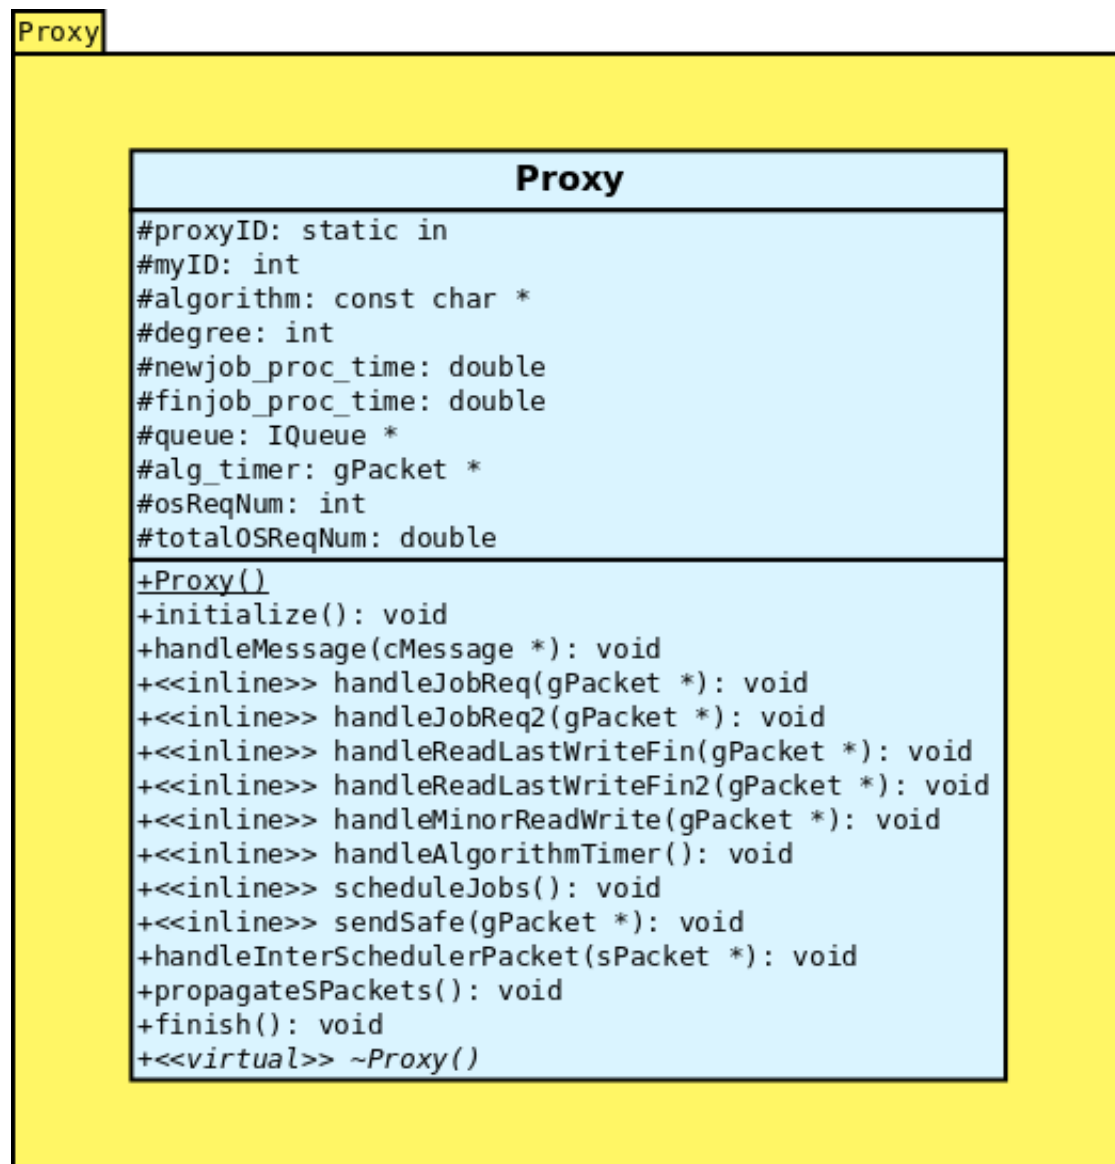 Proxy
Proxy
#proxyID: static in
#myID: int
#algorithm: const char *
#degree: int
#newjob_proc_time: double
#finjob_proc_time: double
#queue: IQueue *
#alg_timer: gPacket *
#osReqNum: int
#totalOSReqNum: double
+Proxy()
+initialize(): void
+handleMessage(cMessage *): void
+<<inline>> handleJobReq(gPacket *): void
+<<inline>> handleJobReq2(gPacket *): void
+<<inline>> handleReadLastWriteFin(gPacket *): void
+<<inline>> handleReadLastWriteFin2(gPacket *): void
+<<inline>> handleMinorReadWrite(gPacket *): void
+<<inline>> handleAlgorithmTimer(): void
+<<inline>> scheduleJobs(): void
+<<inline>> sendSafe(gPacket *): void
+handleInterSchedulerPacket(sPacket *): void
+propagateSPackets(): void
+finish(): void
+<<virtual>> ~Proxy()